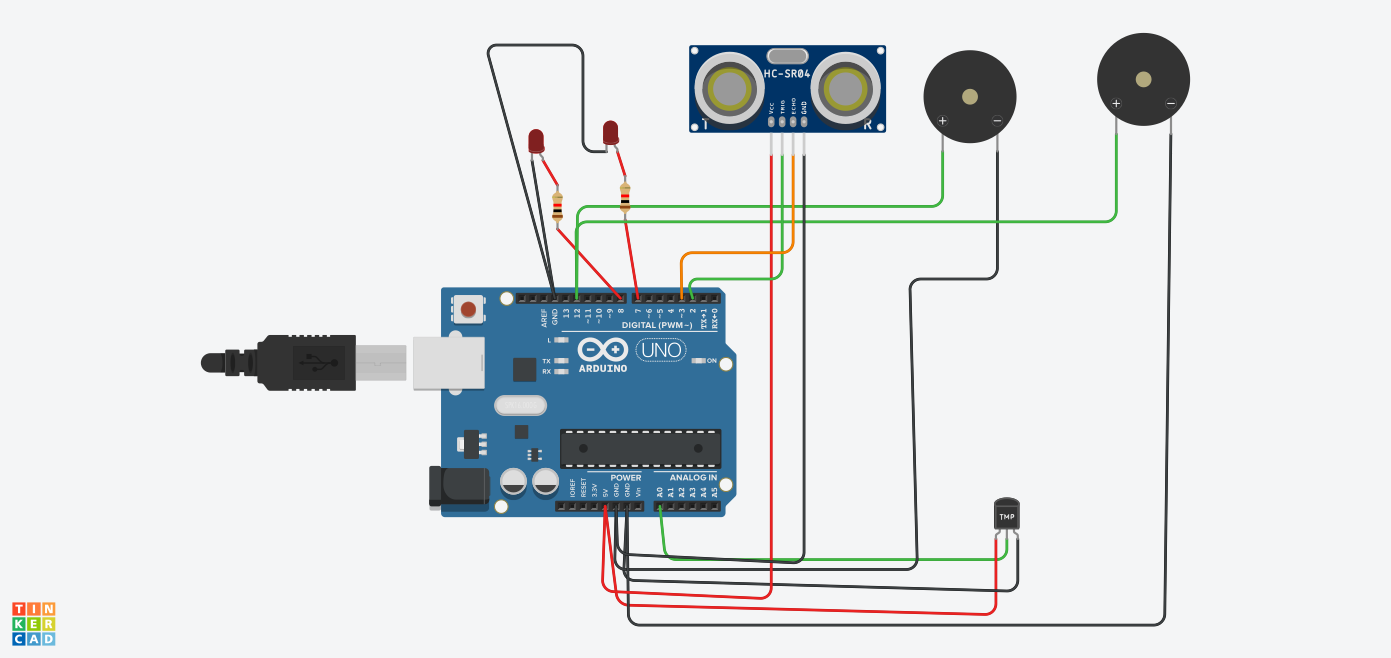 HC-SR04
VCC
TRIG
ECHO
GND
T
R
+
−
+
−
AREF
GND
13
12
~11
~10
~9
8
7
~6
~5
4
~3
2
TX→1
RX←0
DIGITAL (PWM~)
L
TX
RX
UNO
ON
ARDUINO
POWER
ANALOG IN
IOREF
RESET
3.3V
5V
GND
GND
Vin
A0
A1
A2
A3
A4
A5
TMP
TIN
KER
CAD